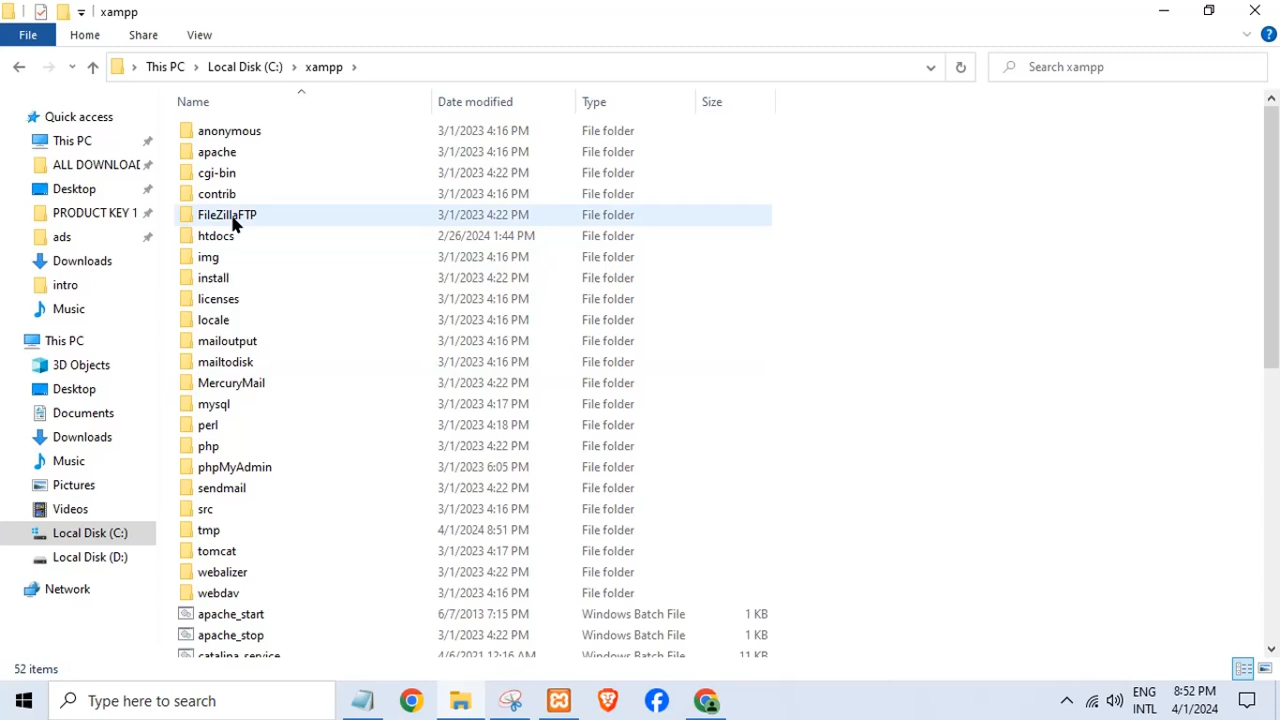 xampp
File Home Share View
This PC Local Disk (C:) xampp Search xampp
Name Date modified Type Size
Quick access
This PC
ALL DOWNLOAD
Desktop
PRODUCT KEY 1
ads
Downloads
intro
Music
This PC
3D Objects
Desktop
Documents
Downloads
Music
Pictures
Videos
Local Disk (C:)
Local Disk (D:)
Network
anonymous 3/1/2023 4:16 PM File folder
apache 3/1/2023 4:16 PM File folder
cgi-bin 3/1/2023 4:22 PM File folder
contrib 3/1/2023 4:16 PM File folder
FileZillaFTP 3/1/2023 4:22 PM File folder
htdocs 2/26/2024 1:44 PM File folder
img 3/1/2023 4:16 PM File folder
install 3/1/2023 4:22 PM File folder
licenses 3/1/2023 4:16 PM File folder
locale 3/1/2023 4:16 PM File folder
mailoutput 3/1/2023 4:16 PM File folder
mailtodisk 3/1/2023 4:16 PM File folder
MercuryMail 3/1/2023 4:22 PM File folder
mysql 3/1/2023 4:17 PM File folder
perl 3/1/2023 4:18 PM File folder
php 3/1/2023 4:22 PM File folder
phpMyAdmin 3/1/2023 6:05 PM File folder
sendmail 3/1/2023 4:22 PM File folder
src 3/1/2023 4:16 PM File folder
tmp 4/1/2024 8:51 PM File folder
tomcat 3/1/2023 4:17 PM File folder
webalizer 3/1/2023 4:22 PM File folder
webdav 3/1/2023 4:16 PM File folder
apache_start 6/7/2013 7:15 PM Windows Batch File 1 KB
apache_stop 3/1/2023 4:22 PM Windows Batch File 1 KB
catalina_service 4/6/2021 12:16 AM Windows Batch File 11 KB
52 items
Type here to search
ENG
INTL
8:52 PM
4/1/2024